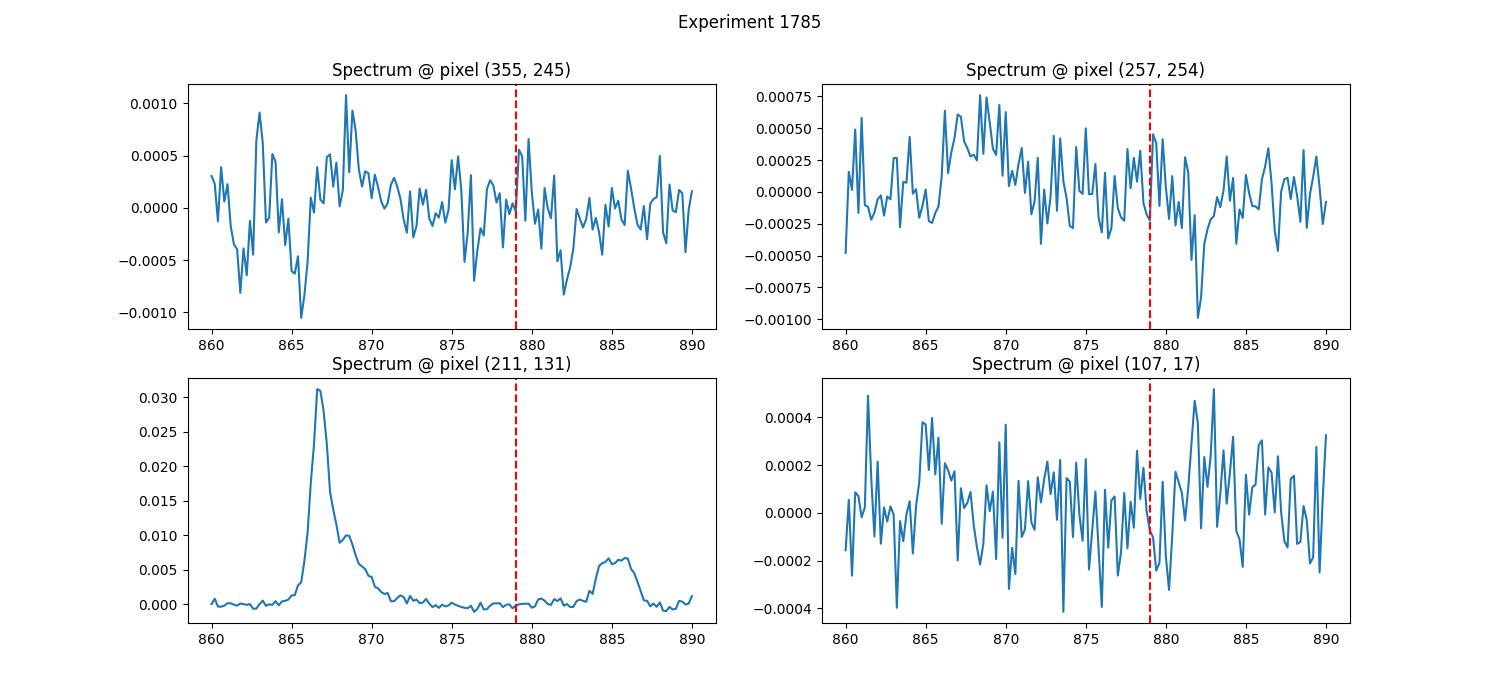 Experiment 1785
Spectrum @ pixel (355, 245)
0.0010
0.0005
0.0000
−0.0005
−0.0010
860 865 870 875 880 885 890
Spectrum @ pixel (257, 254)
0.00075
0.00050
0.00025
0.00000
−0.00025
−0.00050
−0.00075
−0.00100
860 865 870 875 880 885 890
Spectrum @ pixel (211, 131)
0.030
0.025
0.020
0.015
0.010
0.005
0.000
860 865 870 875 880 885 890
Spectrum @ pixel (107, 17)
0.0004
0.0002
0.0000
−0.0002
−0.0004
860 865 870 875 880 885 890